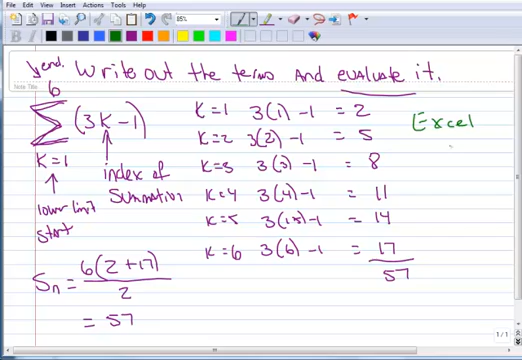 File Edit View Insert Actions Tools Help
85%
end. Write out the terms and evaluate it.
Note Title
6
∑ (3K-1)
K=1
index of summation
lower limit
start
K=1 3(1)-1 = 2
K=2 3(2)-1 = 5
K=3 3(3)-1 = 8
K=4 3(4)-1 = 11
K=5 3(5)-1 = 14
K=6 3(6)-1 = 17
57
Excel
Sn = 6(2+17)
2
= 57
1/1